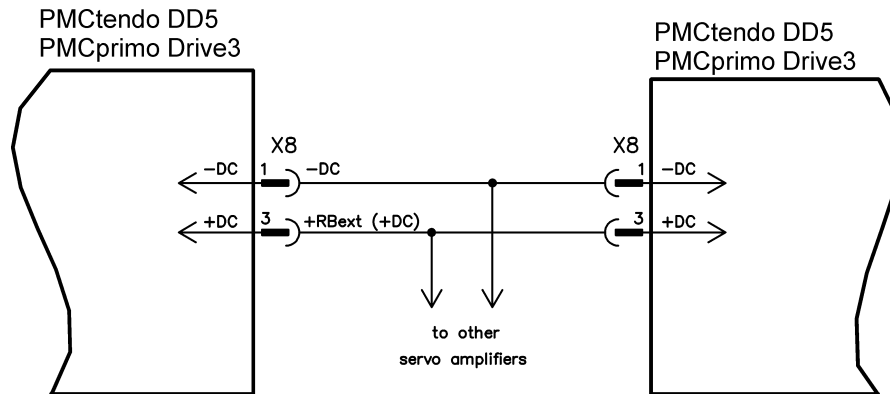 PMCtendo DD5
PMCprimo Drive3
PMCtendo DD5
PMCprimo Drive3
X8
X8
-DC
1
-DC
1
-DC
+DC
3
+RBext (+DC)
3
+DC
to other
servo amplifiers